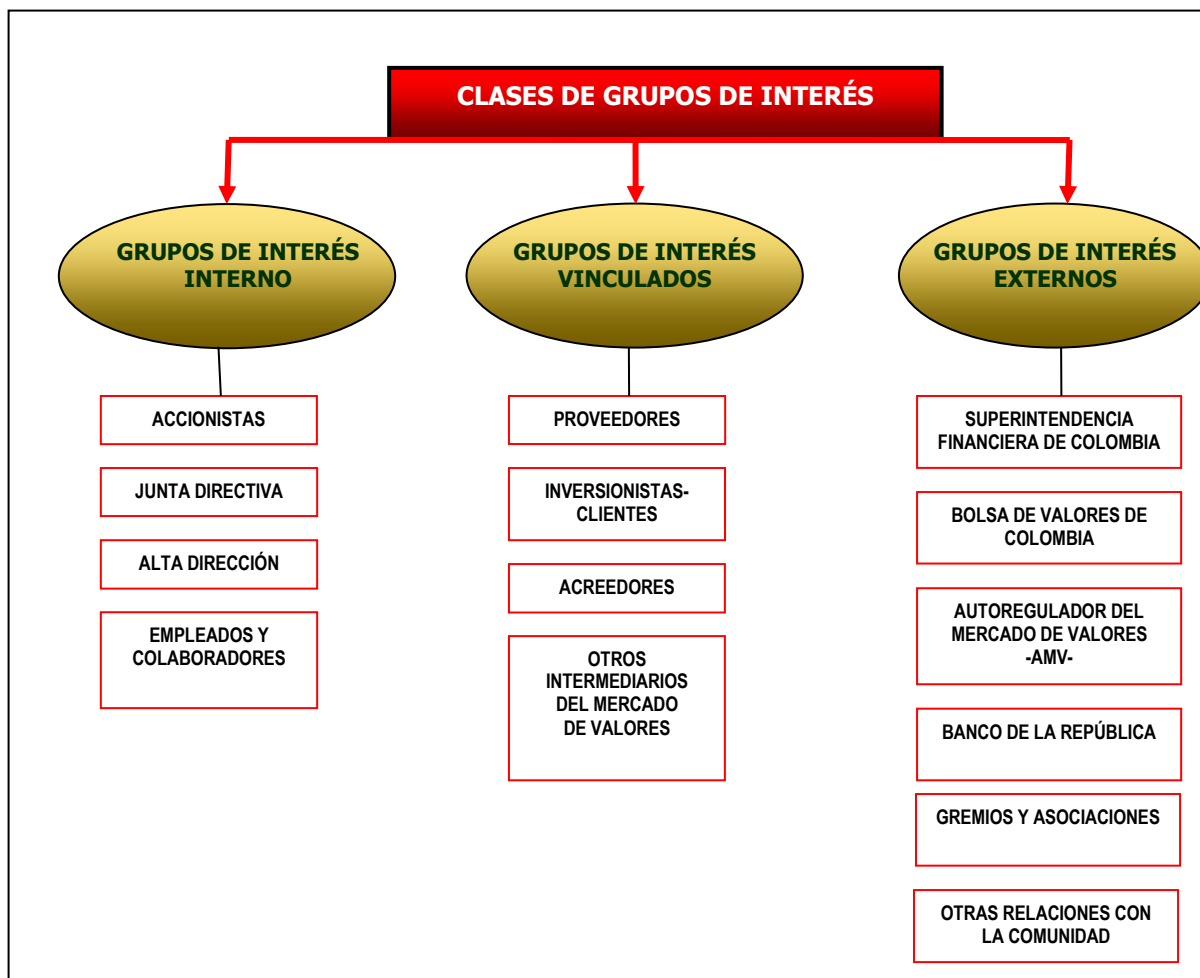 CLASES DE GRUPOS DE INTERÉS
GRUPOS DE INTERÉS
INTERNO
ACCIONISTAS
JUNTA DIRECTIVA
ALTA DIRECCIÓN
EMPLEADOS Y
COLABORADORES
GRUPOS DE INTERÉS
VINCULADOS
PROVEEDORES
INVERSIONISTAS-
CLIENTES
ACREEDORES
OTROS
INTERMEDIARIOS
DEL MERCADO
DE VALORES
GRUPOS DE INTERÉS
EXTERNOS
SUPERINTENDENCIA
FINANCIERA DE COLOMBIA
BOLSA DE VALORES DE
COLOMBIA
AUTOREGULADOR DEL
MERCADO DE VALORES
-AMV-
BANCO DE LA REPÚBLICA
GREMIOS Y ASOCIACIONES
OTRAS RELACIONES CON
LA COMUNIDAD